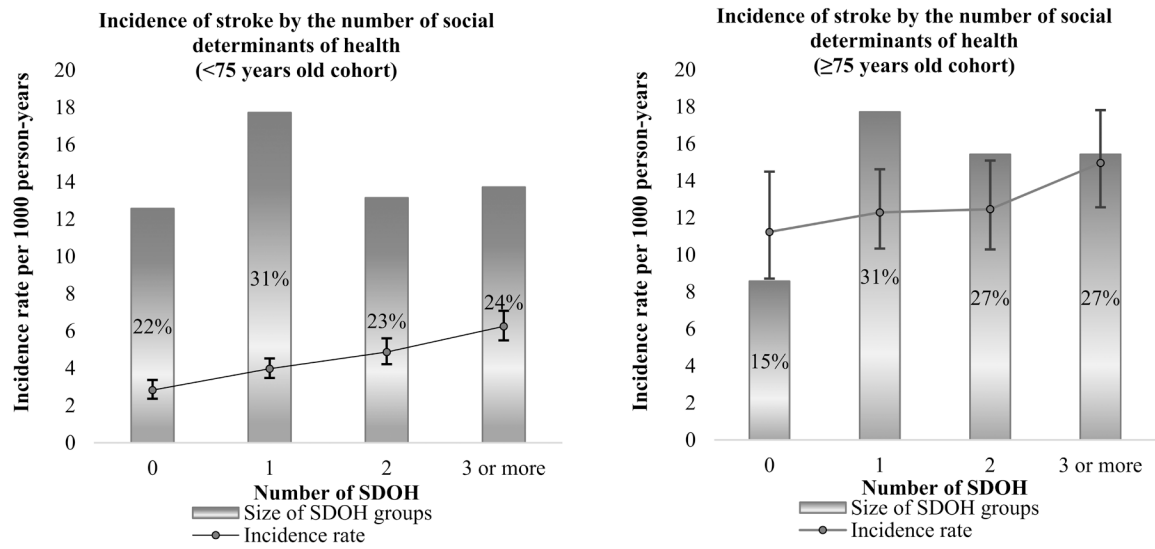 Incidence of stroke by the number of social
determinants of health
(<75 years old cohort)
Incidence rate per 1000 person-years
20
18
16
14
12
10
8
6
4
2
0
22%
31%
23%
24%
0
1
2
3 or more
Number of SDOH
Size of SDOH groups
Incidence rate
Incidence of stroke by the number of social
determinants of health
(≥75 years old cohort)
Incidence rate per 1000 person-years
20
18
16
14
12
10
8
6
4
2
0
15%
31%
27%
27%
0
1
2
3 or more
Number of SDOH
Size of SDOH groups
Incidence rate